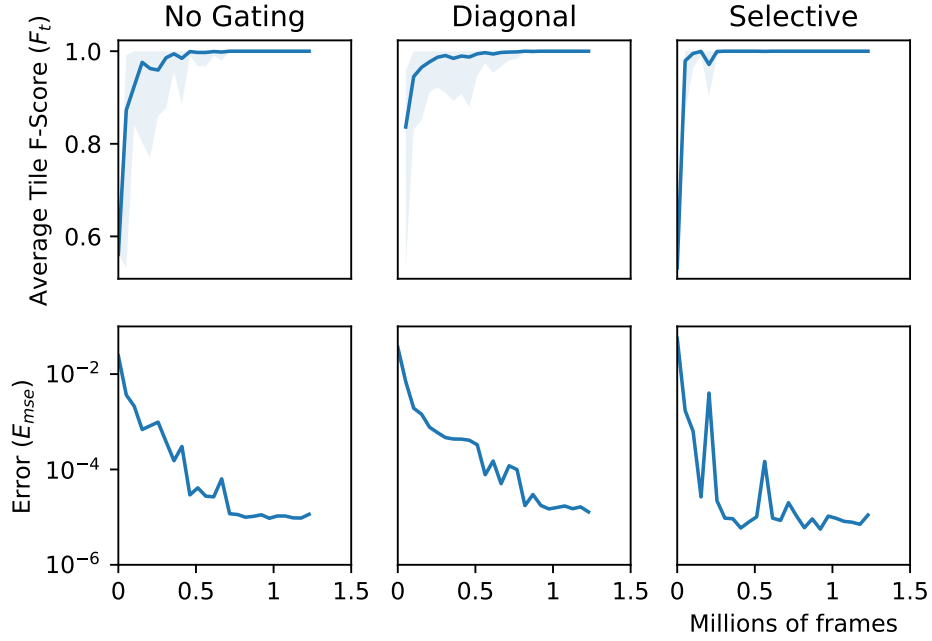 No Gating
Diagonal
Selective
Average Tile F-Score (F_t)
1.0
0.8
0.6
Error (E_mse)
10^−2
10^−4
10^−6
0 0.5 1 1.5
0 0.5 1 1.5
0 0.5 1 1.5
Millions of frames